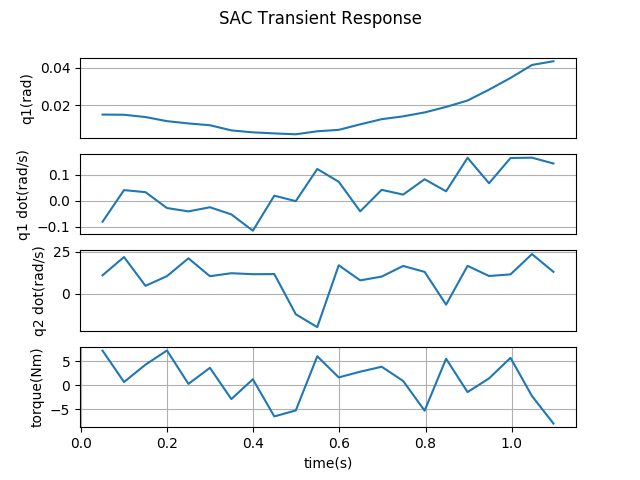 SAC Transient Response
q1(rad)
0.04
0.02
q1 dot(rad/s)
0.1
0.0
−0.1
q2 dot(rad/s)
25
0
torque(Nm)
5
0
−5
0.0 0.2 0.4 0.6 0.8 1.0
time(s)